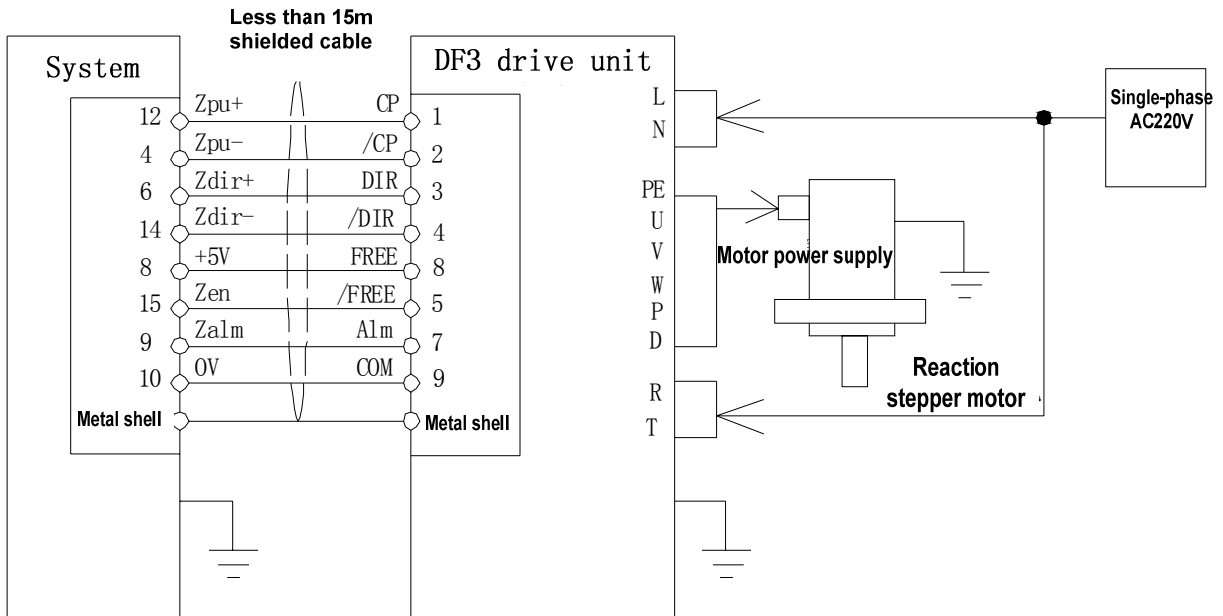 Less than 15m
shielded cable
System
DF3 drive unit
12 Zpu+ CP 1
4 Zpu- /CP 2
6 Zdir+ DIR 3
14 Zdir- /DIR 4
8 +5V FREE 8
15 Zen /FREE 5
9 Zalm Alm 7
10 0V COM 9
Metal shell
Metal shell
L
N
PE
U
V
W
P
D
R
T
Motor power supply
Reaction
stepper motor
Single-phase
AC220V